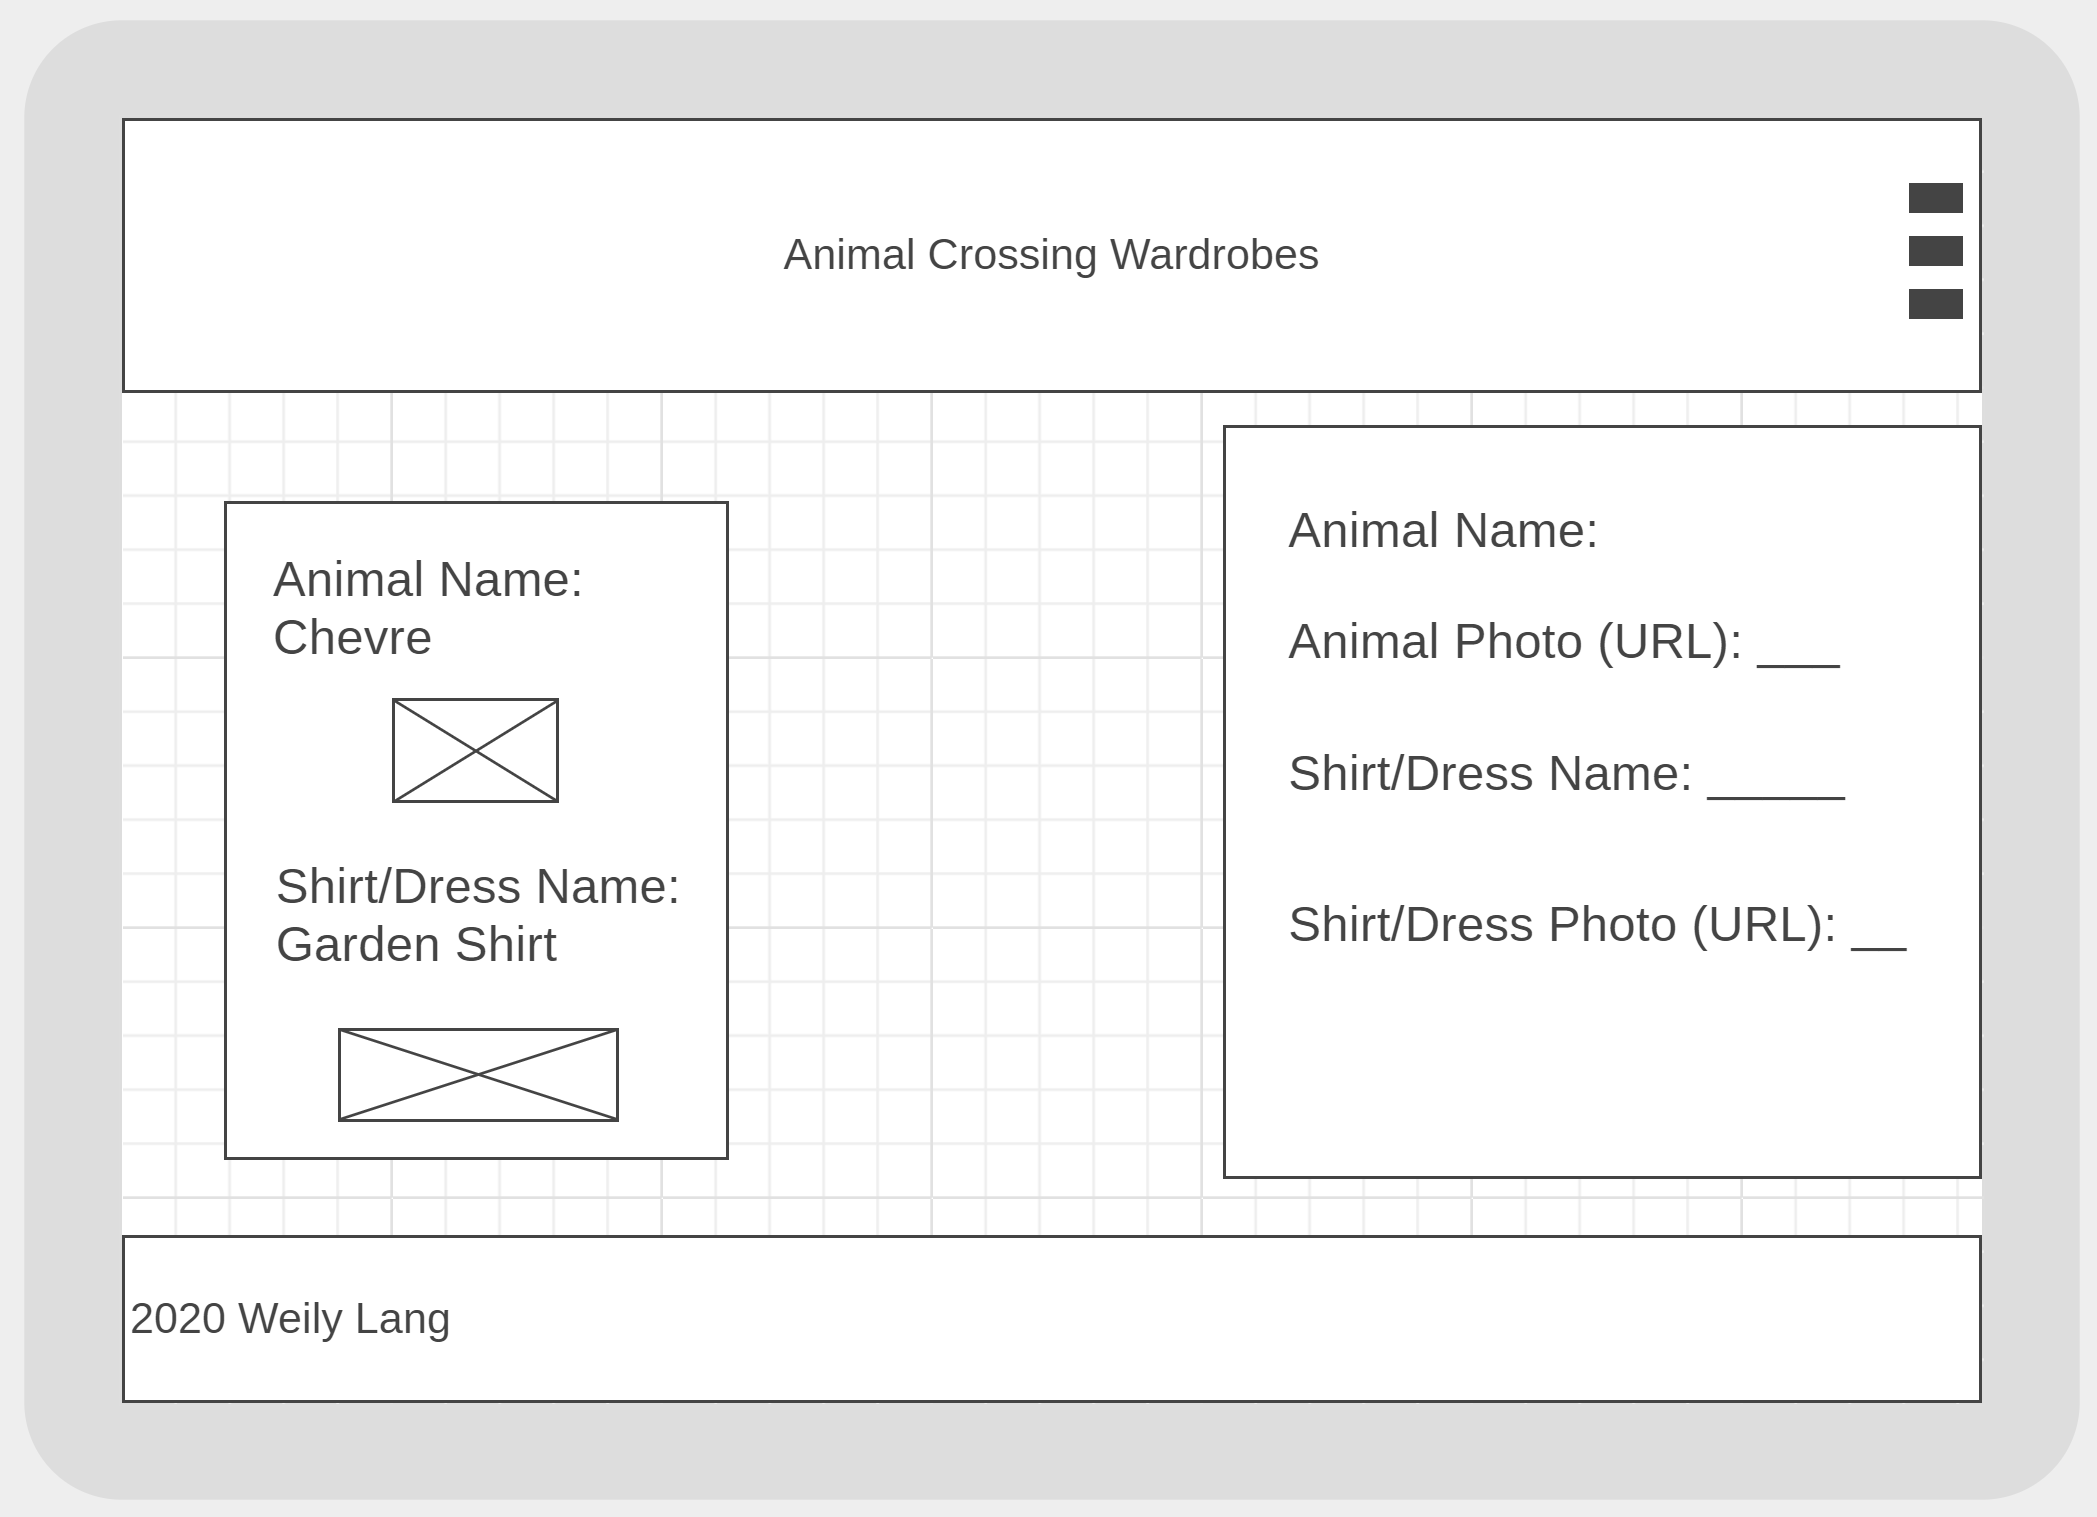 Animal Crossing Wardrobes
Animal Name:
Chevre
Shirt/Dress Name:
Garden Shirt
Animal Name:
Animal Photo (URL): ___
Shirt/Dress Name: _____
Shirt/Dress Photo (URL): __
2020 Weily Lang